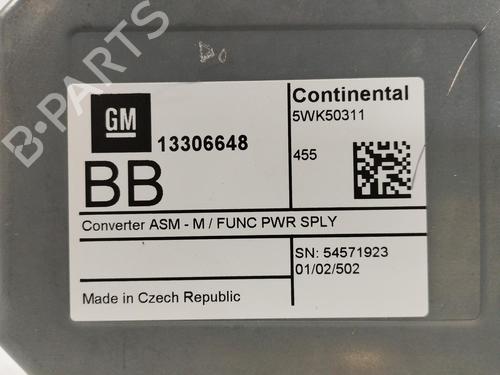 B-PARTS
GM
13306648
BB
Continental
5WK50311
455
Converter ASM - M / FUNC PWR SPLY
SN: 54571923
01/02/502
Made in Czech Republic